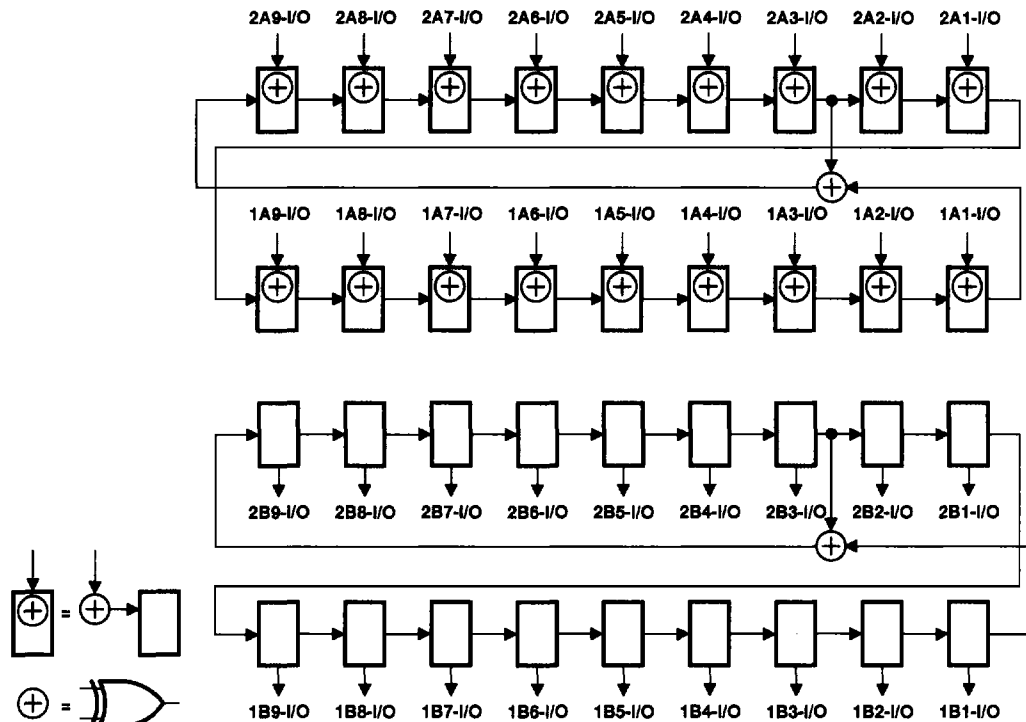 2A9-I/O 2A8-I/O 2A7-I/O 2A6-I/O 2A5-I/O 2A4-I/O 2A3-I/O 2A2-I/O 2A1-I/O
1A9-I/O 1A8-I/O 1A7-I/O 1A6-I/O 1A5-I/O 1A4-I/O 1A3-I/O 1A2-I/O 1A1-I/O
2B9-I/O 2B8-I/O 2B7-I/O 2B6-I/O 2B5-I/O 2B4-I/O 2B3-I/O 2B2-I/O 2B1-I/O
= 
=
1B9-I/O 1B8-I/O 1B7-I/O 1B6-I/O 1B5-I/O 1B4-I/O 1B3-I/O 1B2-I/O 1B1-I/O